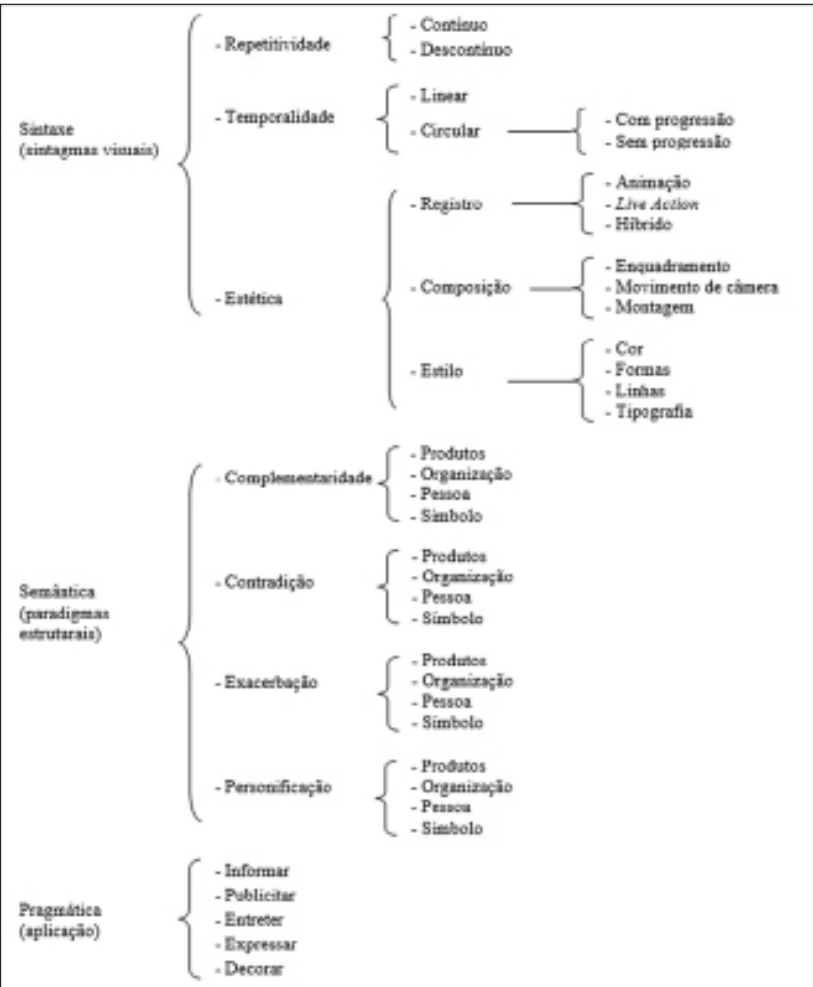 - Contínuo
- Repetitividade
- Descontínuo
- Linear
- Temporalidade
- Circular
- Com progressão
- Sem progressão
Sintaxe
(sintagmas visuais)
- Animação
- Registro
- Live Action
- Híbrido
- Enquadramento
- Composição
- Movimento de câmera
- Estética
- Montagem
- Cor
- Estilo
- Formas
- Linhas
- Tipografia
- Produtos
- Complementaridade
- Organização
- Pessoa
- Símbolo
- Produtos
- Contradição
- Organização
- Pessoa
- Símbolo
Semântica
(paradigmas
estruturais)
- Produtos
- Exacerbação
- Organização
- Pessoa
- Símbolo
- Produtos
- Personificação
- Organização
- Pessoa
- Símbolo
Pragmática
(aplicação)
- Informar
- Publicitar
- Entreter
- Expressar
- Decorar